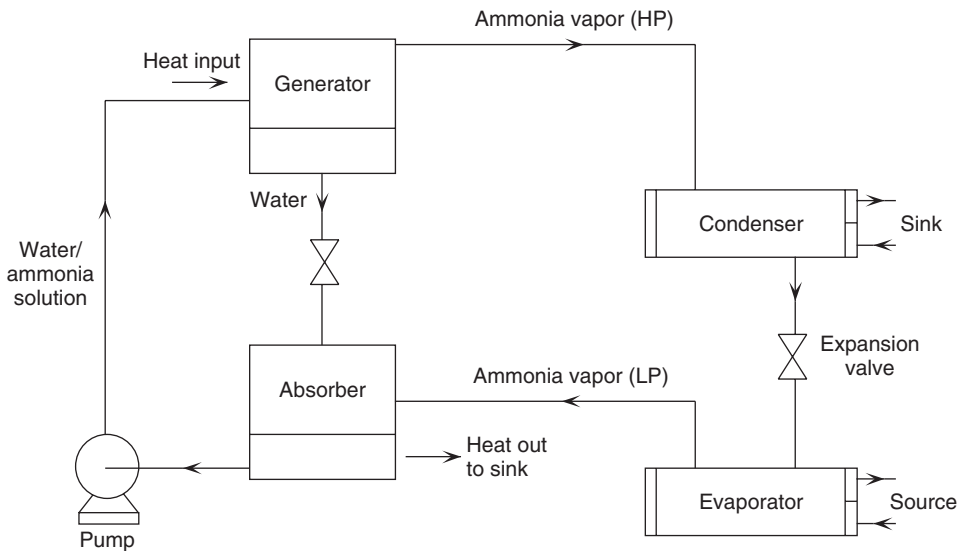 Ammonia vapor (HP)
Heat input
Generator
Water
Condenser
Sink
Water/
ammonia
solution
Expansion
valve
Absorber
Ammonia vapor (LP)
Heat out
to sink
Evaporator
Source
Pump